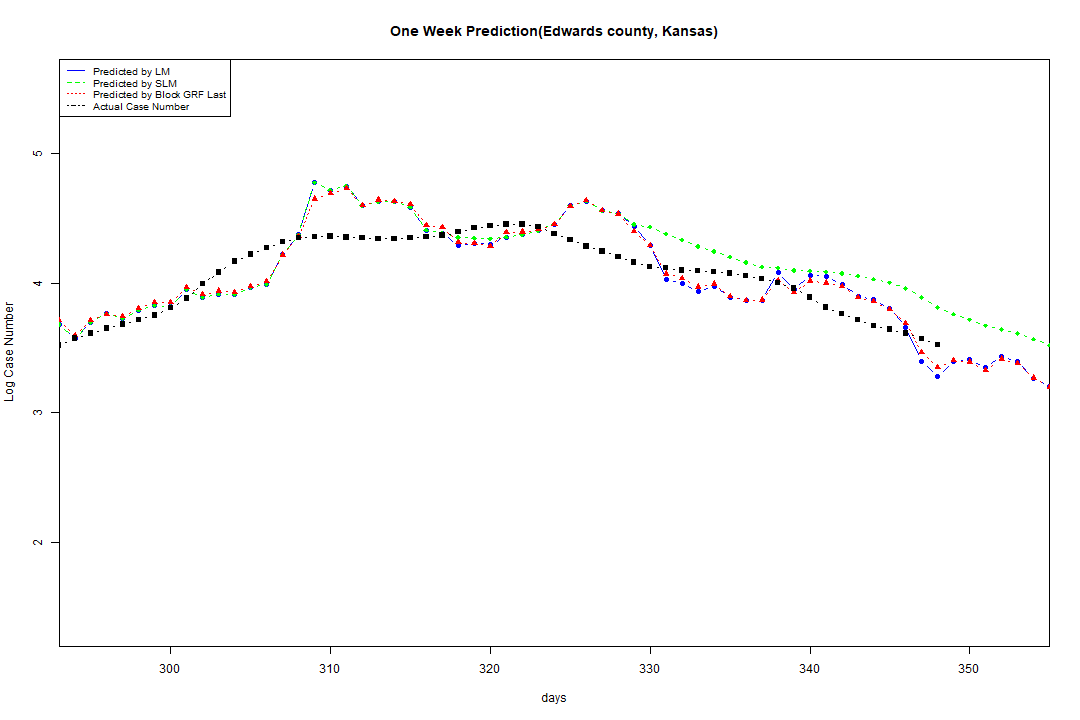 One Week Prediction(Edwards county, Kansas)
Predicted by LM
Predicted by SLM
Predicted by Block GRF Last
Actual Case Number
5
4
3
2
Log Case Number
300 310 320 330 340 350
days